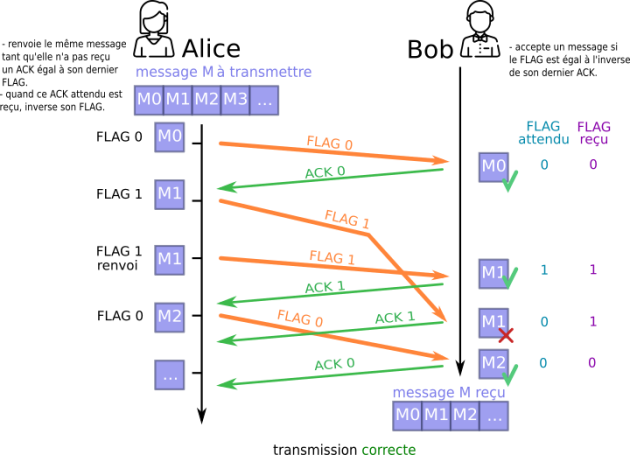 Alice
Bob
- renvoie le même message
tant qu'elle n'a pas reçu
un ACK égal à son dernier
FLAG.
- quand ce ACK attendu est
reçu, inverse son FLAG.
- accepte un message si
le FLAG est égal à l'inverse
de son dernier ACK.
message M à transmettre
M0 M1 M2 M3 ...
FLAG attendu
FLAG reçu
FLAG 0
M0
FLAG 0
ACK 0
M0
0
0
FLAG 1
M1
FLAG 1
FLAG 1
renvoi
M1
FLAG 1
M1
1
1
ACK 1
FLAG 0
M2
FLAG 0
ACK 1
M1
0
1
...
ACK 0
M2
0
0
message M reçu
M0 M1 M2 ...
transmission correcte